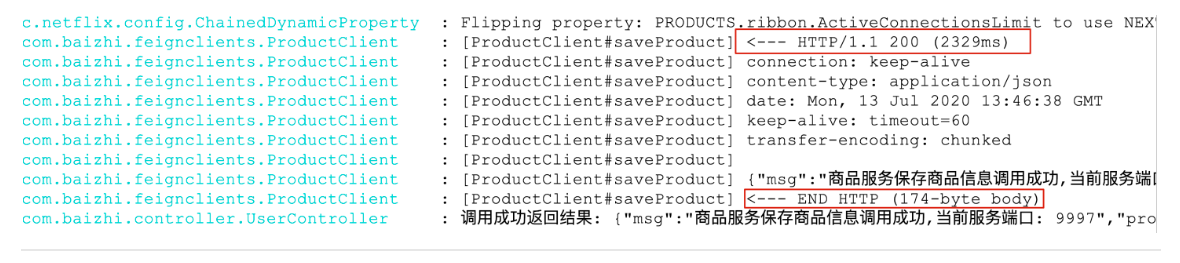 c.netflix.config.ChainedDynamicProperty : Flipping property: PRODUCTS.ribbon.ActiveConnectionsLimit to use NEX
com.baizhi.feignclients.ProductClient : [ProductClient#saveProduct] <--- HTTP/1.1 200 (2329ms)
com.baizhi.feignclients.ProductClient : [ProductClient#saveProduct] connection: keep-alive
com.baizhi.feignclients.ProductClient : [ProductClient#saveProduct] content-type: application/json
com.baizhi.feignclients.ProductClient : [ProductClient#saveProduct] date: Mon, 13 Jul 2020 13:46:38 GMT
com.baizhi.feignclients.ProductClient : [ProductClient#saveProduct] keep-alive: timeout=60
com.baizhi.feignclients.ProductClient : [ProductClient#saveProduct] transfer-encoding: chunked
com.baizhi.feignclients.ProductClient : [ProductClient#saveProduct]
com.baizhi.feignclients.ProductClient : [ProductClient#saveProduct] {"msg":"商品服务保存商品信息调用成功,当前服务端
com.baizhi.feignclients.ProductClient : [ProductClient#saveProduct] <--- END HTTP (174-byte body)
com.baizhi.controller.UserController : 调用成功返回结果: {"msg":"商品服务保存商品信息调用成功,当前服务端口: 9997","pro